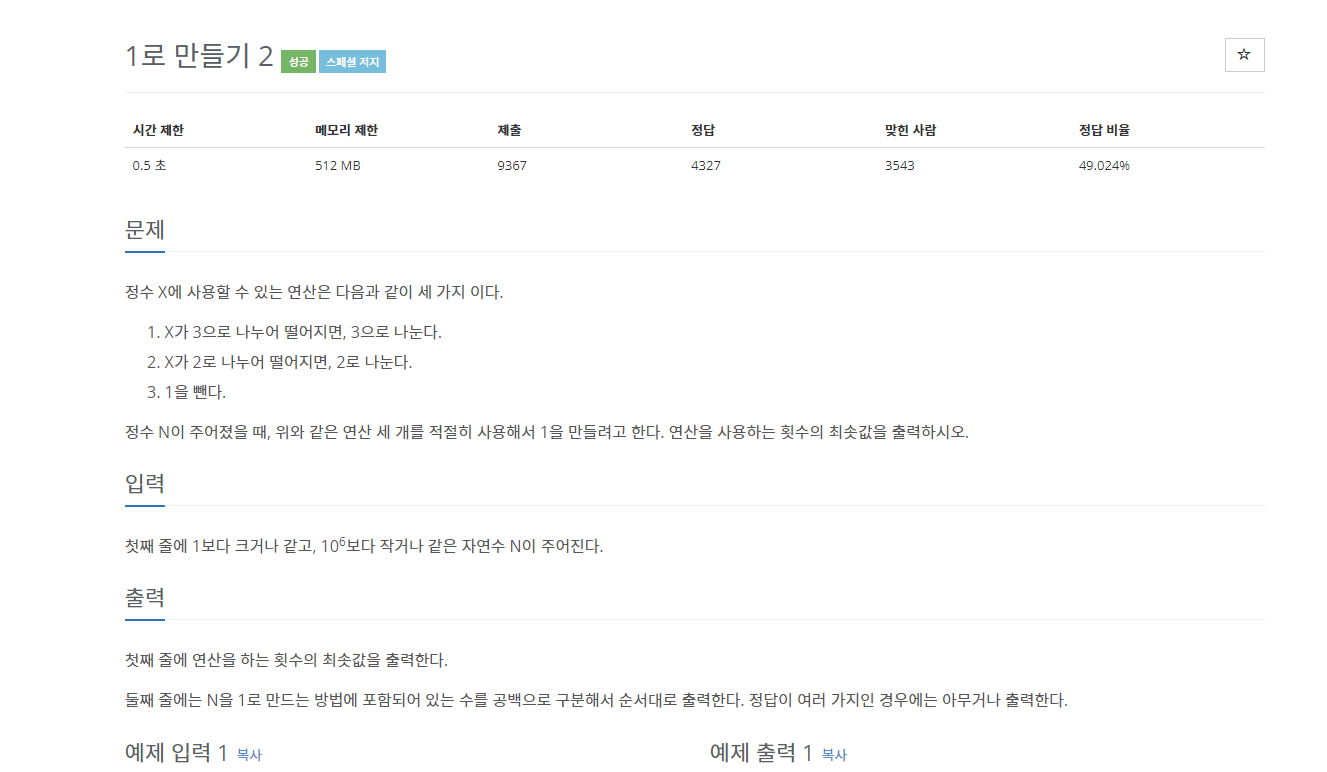 1로 만들기 2 성공 스페셜 저지 ☆
시간 제한 메모리 제한 제출 정답 맞힌 사람 정답 비율
0.5 초 512 MB 9367 4327 3543 49.024%
문제
정수 X에 사용할 수 있는 연산은 다음과 같이 세 가지 이다.
1. X가 3으로 나누어 떨어지면, 3으로 나눈다.
2. X가 2로 나누어 떨어지면, 2로 나눈다.
3. 1을 뺀다.
정수 N이 주어졌을 때, 위와 같은 연산 세 개를 적절히 사용해서 1을 만들려고 한다. 연산을 사용하는 횟수의 최솟값을 출력하시오.
입력
첫째 줄에 1보다 크거나 같고, 10⁶보다 작거나 같은 자연수 N이 주어진다.
출력
첫째 줄에 연산을 하는 횟수의 최솟값을 출력한다.
둘째 줄에는 N을 1로 만드는 방법에 포함되어 있는 수를 공백으로 구분해서 순서대로 출력한다. 정답이 여러 가지인 경우에는 아무거나 출력한다.
예제 입력 1 복사 예제 출력 1 복사